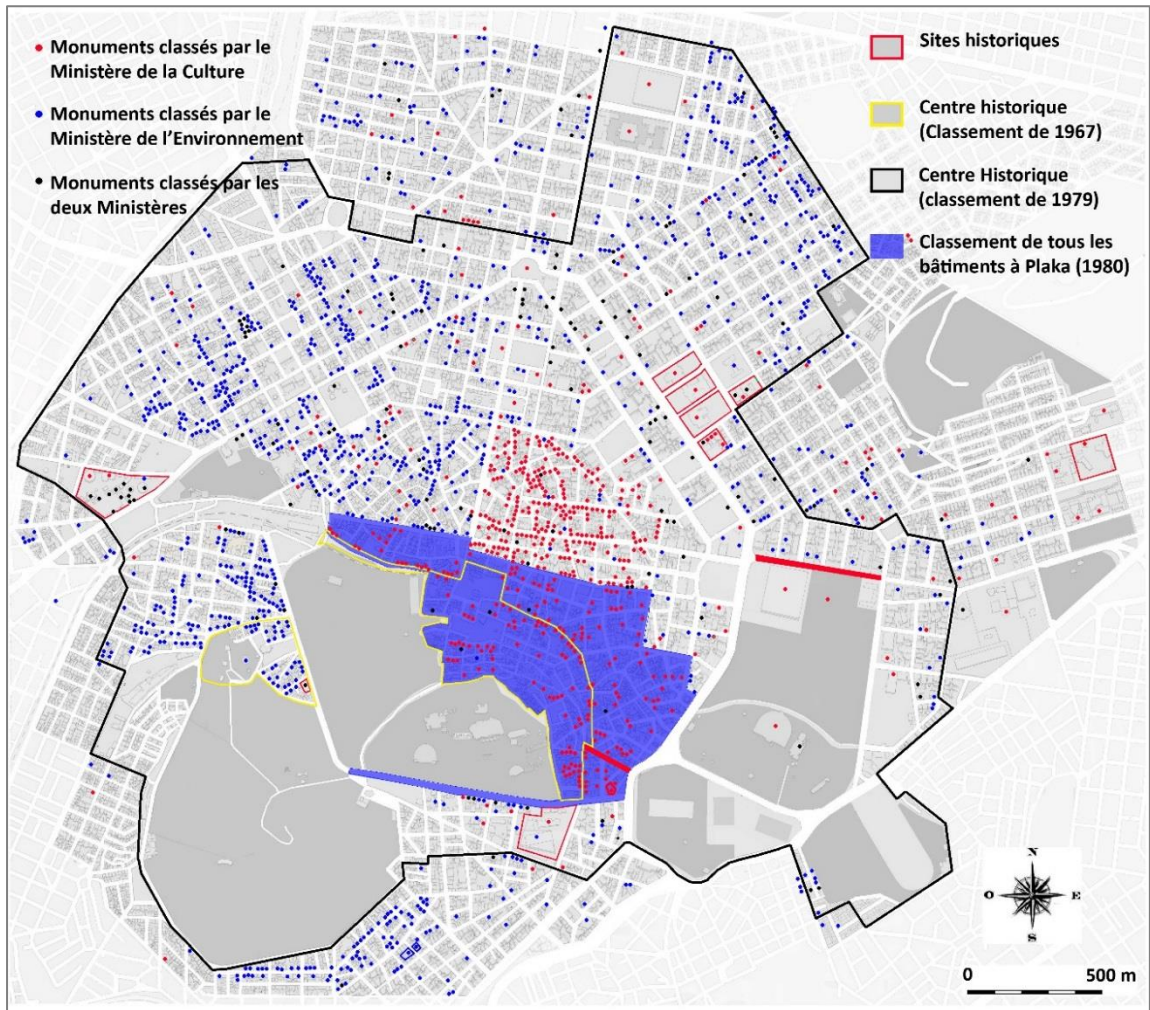 Monuments classés par le
Ministère de la Culture
Monuments classés par le
Ministère de l'Environnement
Monuments classés par les
deux Ministères
Sites historiques
Centre historique
(Classement de 1967)
Centre Historique
(classement de 1979)
Classement de tous les
bâtiments à Plaka (1980)
N
O
E
S
0
500 m